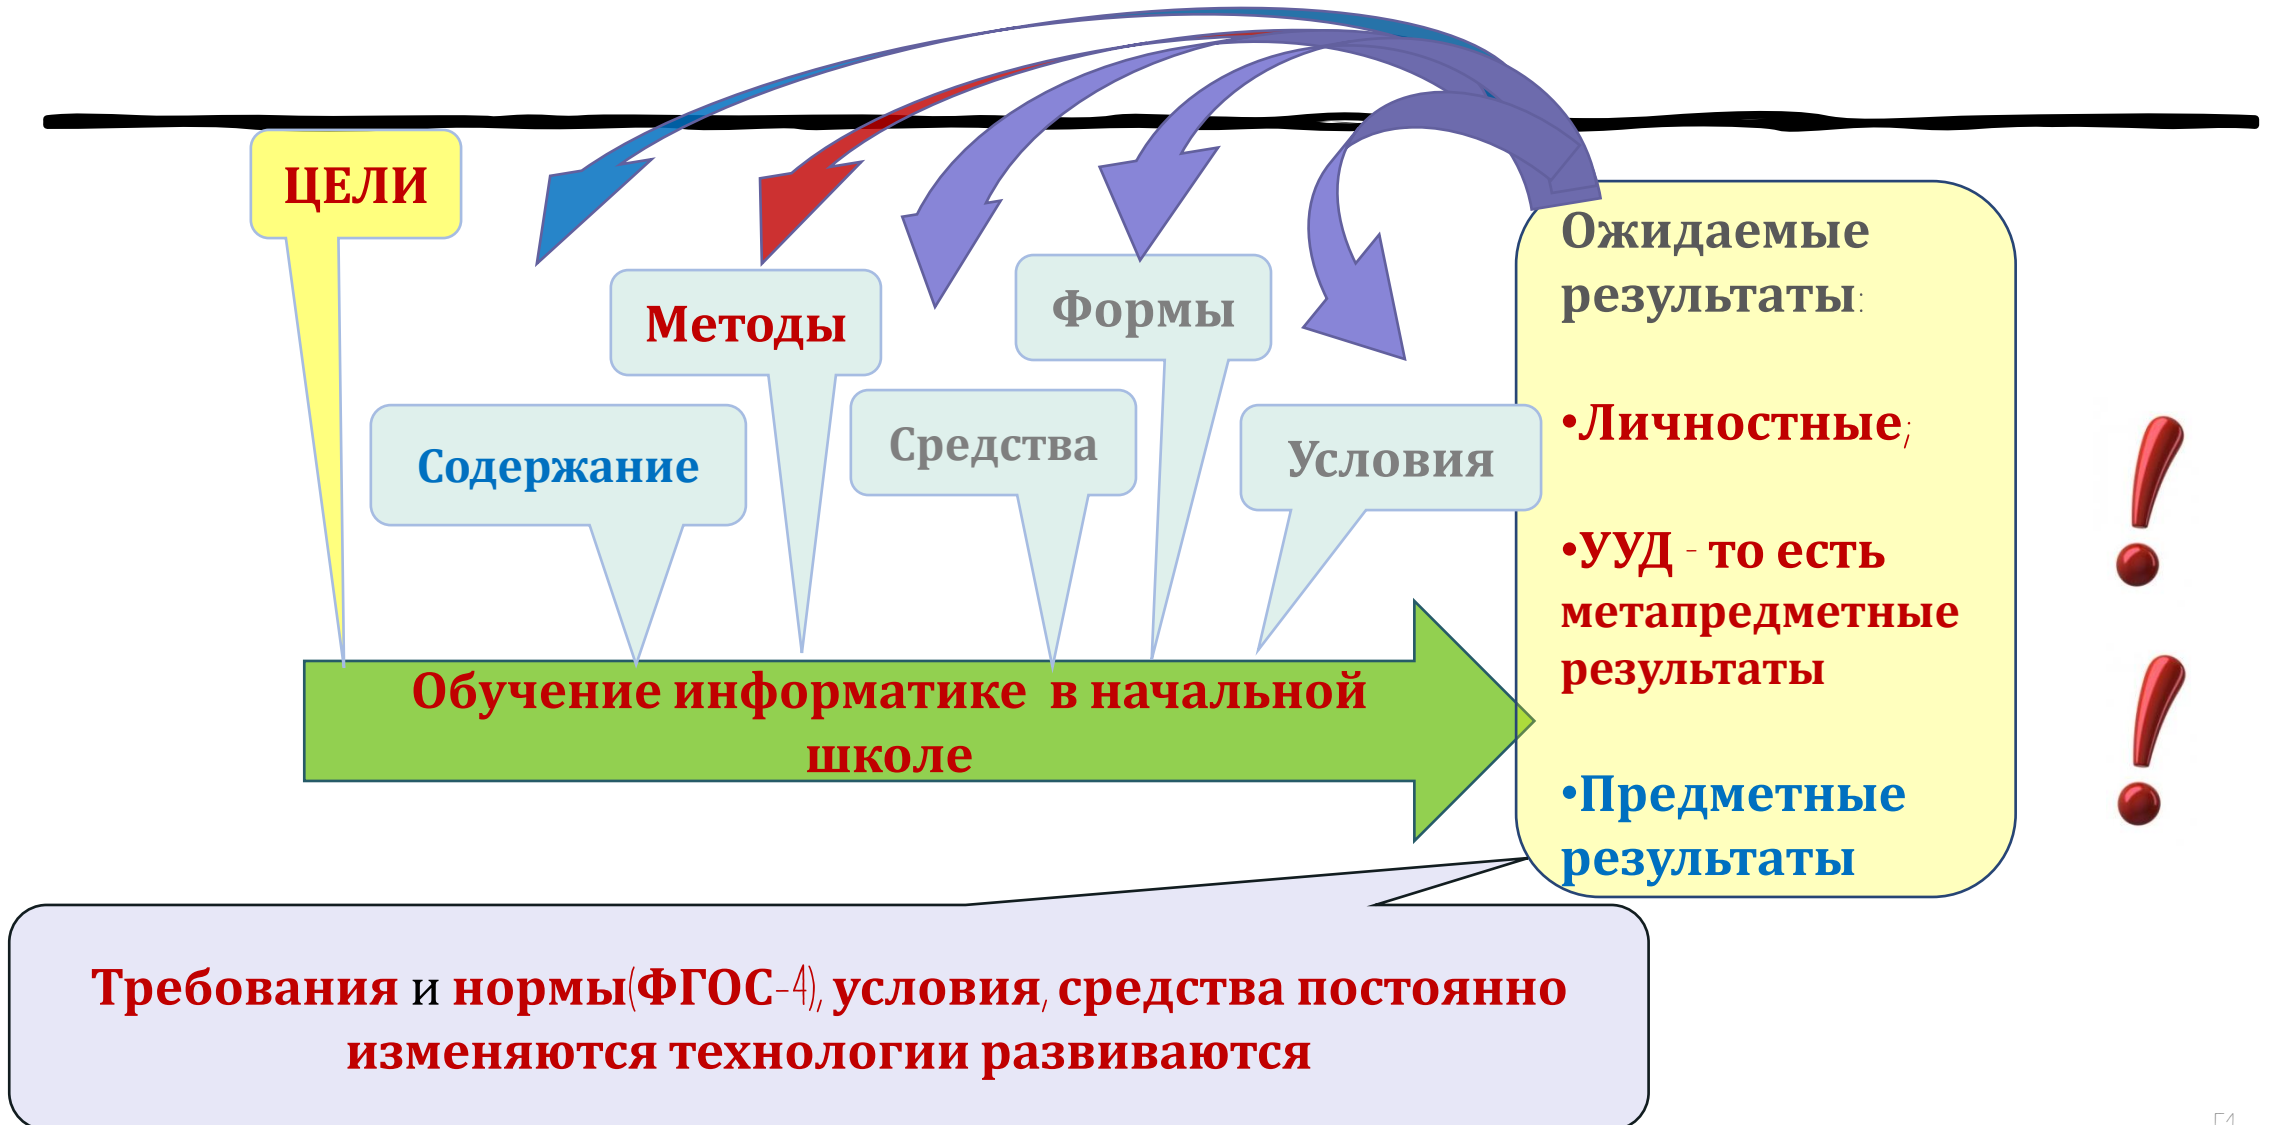 ЦЕЛИ
Методы
Формы
Содержание
Средства
Условия
Обучение информатике в начальной
школе
Ожидаемые
результаты:
•Личностные;
•УУД - то есть
метапредметные
результаты
•Предметные
результаты
Требования и нормы(ФГОС-4), условия, средства постоянно
изменяются технологии развиваются